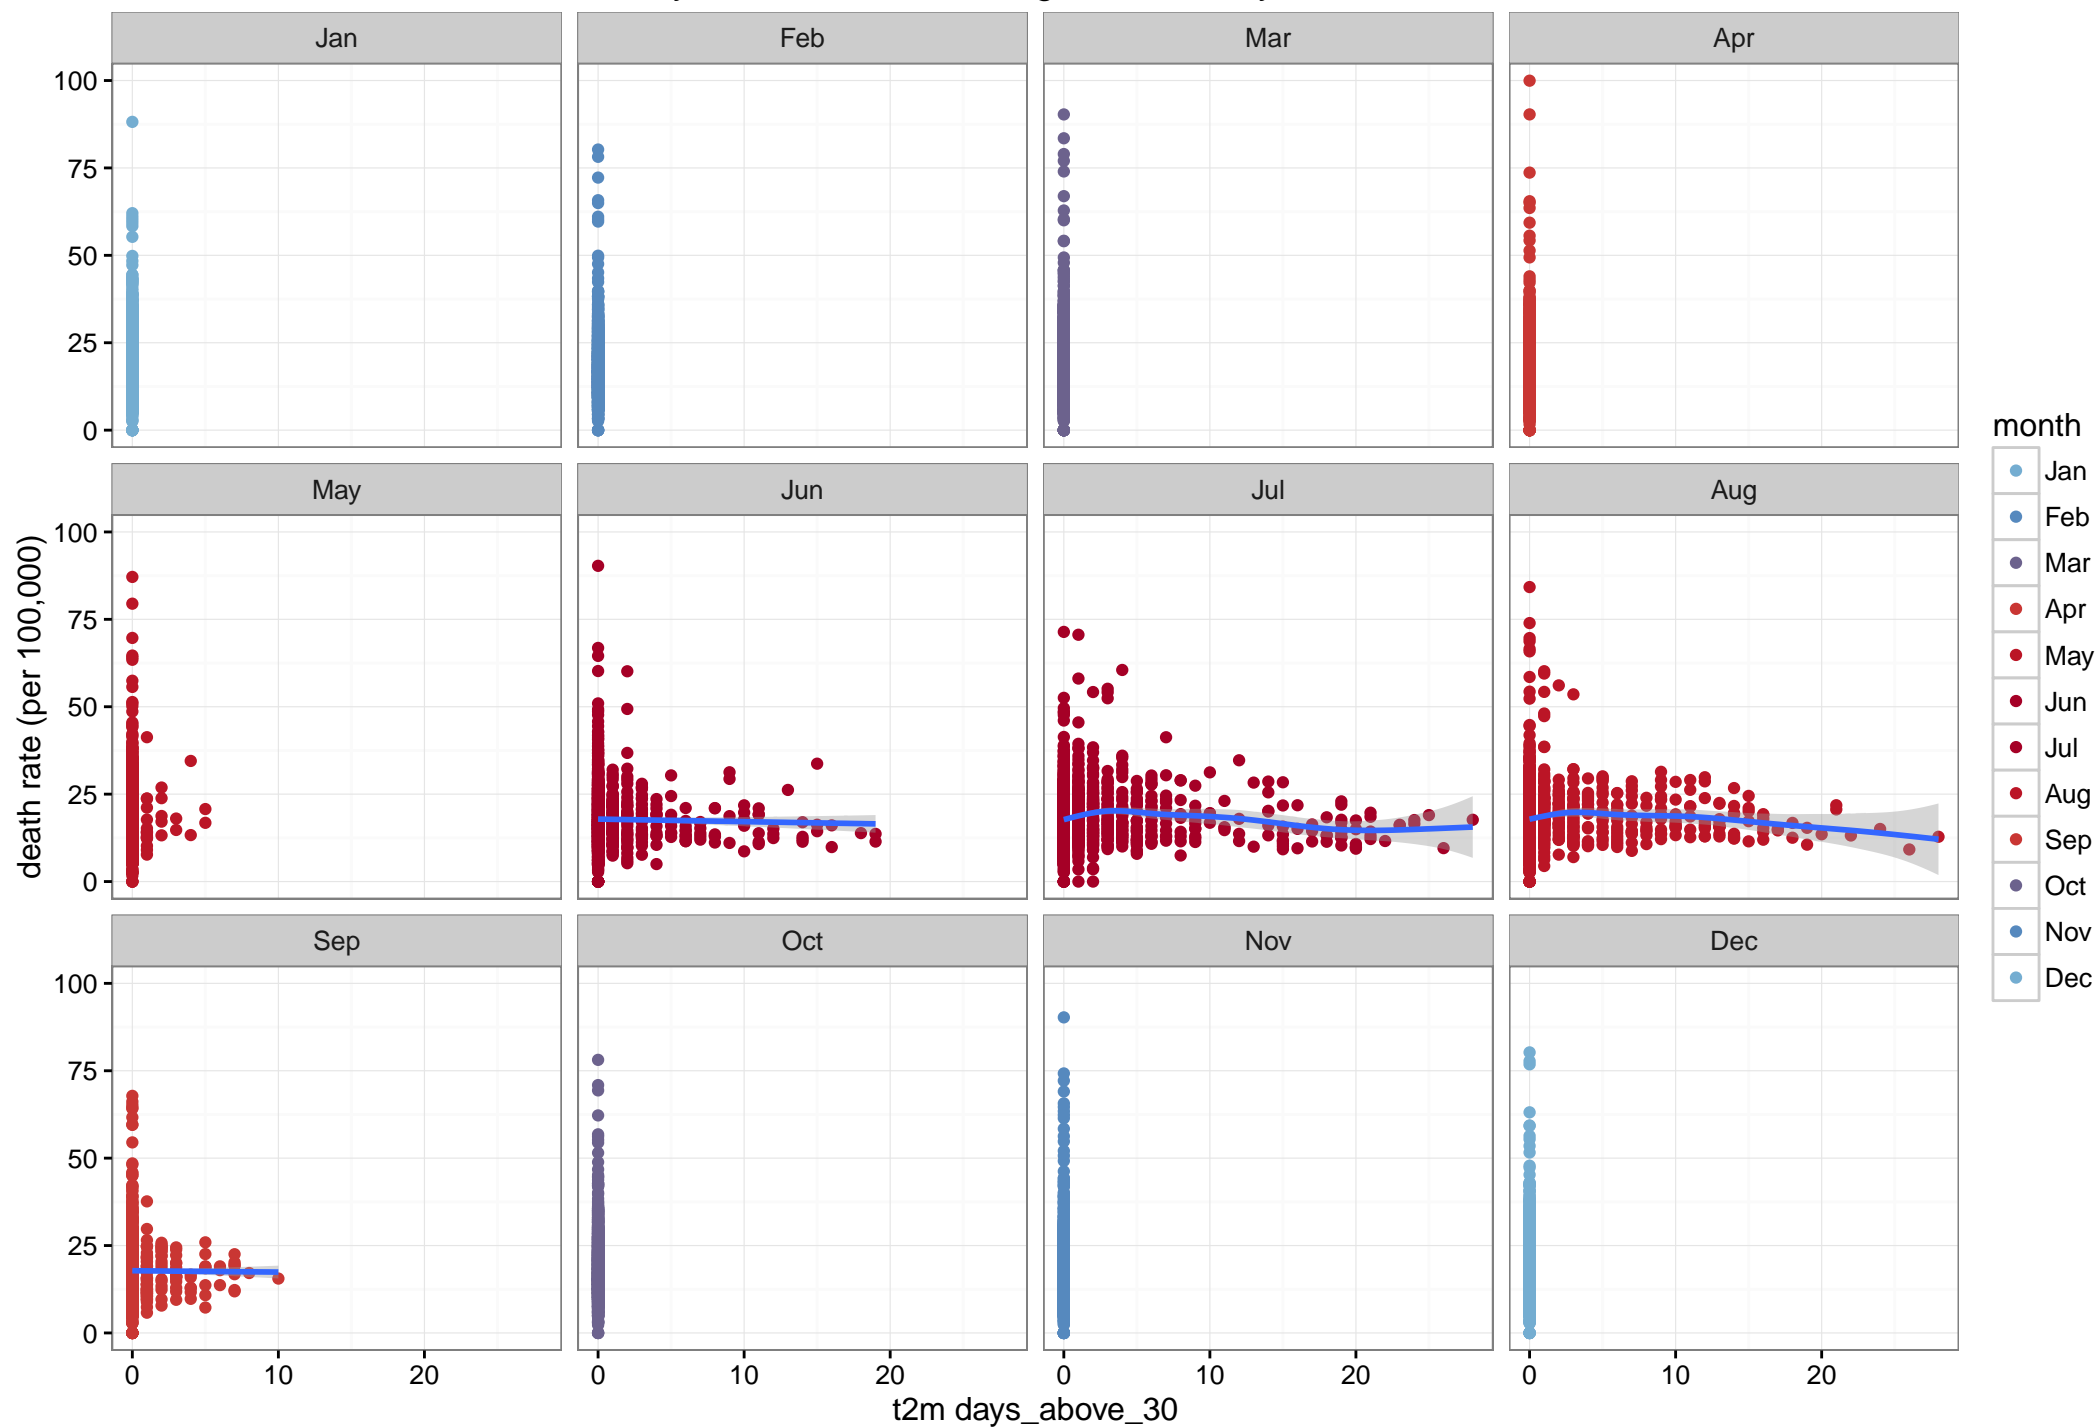 Jan Feb Mar Apr
100
75
50
25
0
May Jun Jul Aug
100
75
50
25
0
Sep Oct Nov Dec
100
75
50
25
0
0 10 20 0 10 20 0 10 20 0 10 20
t2m days_above_30
death rate (per 100,000)
month
Jan
Feb
Mar
Apr
May
Jun
Jul
Aug
Sep
Oct
Nov
Dec